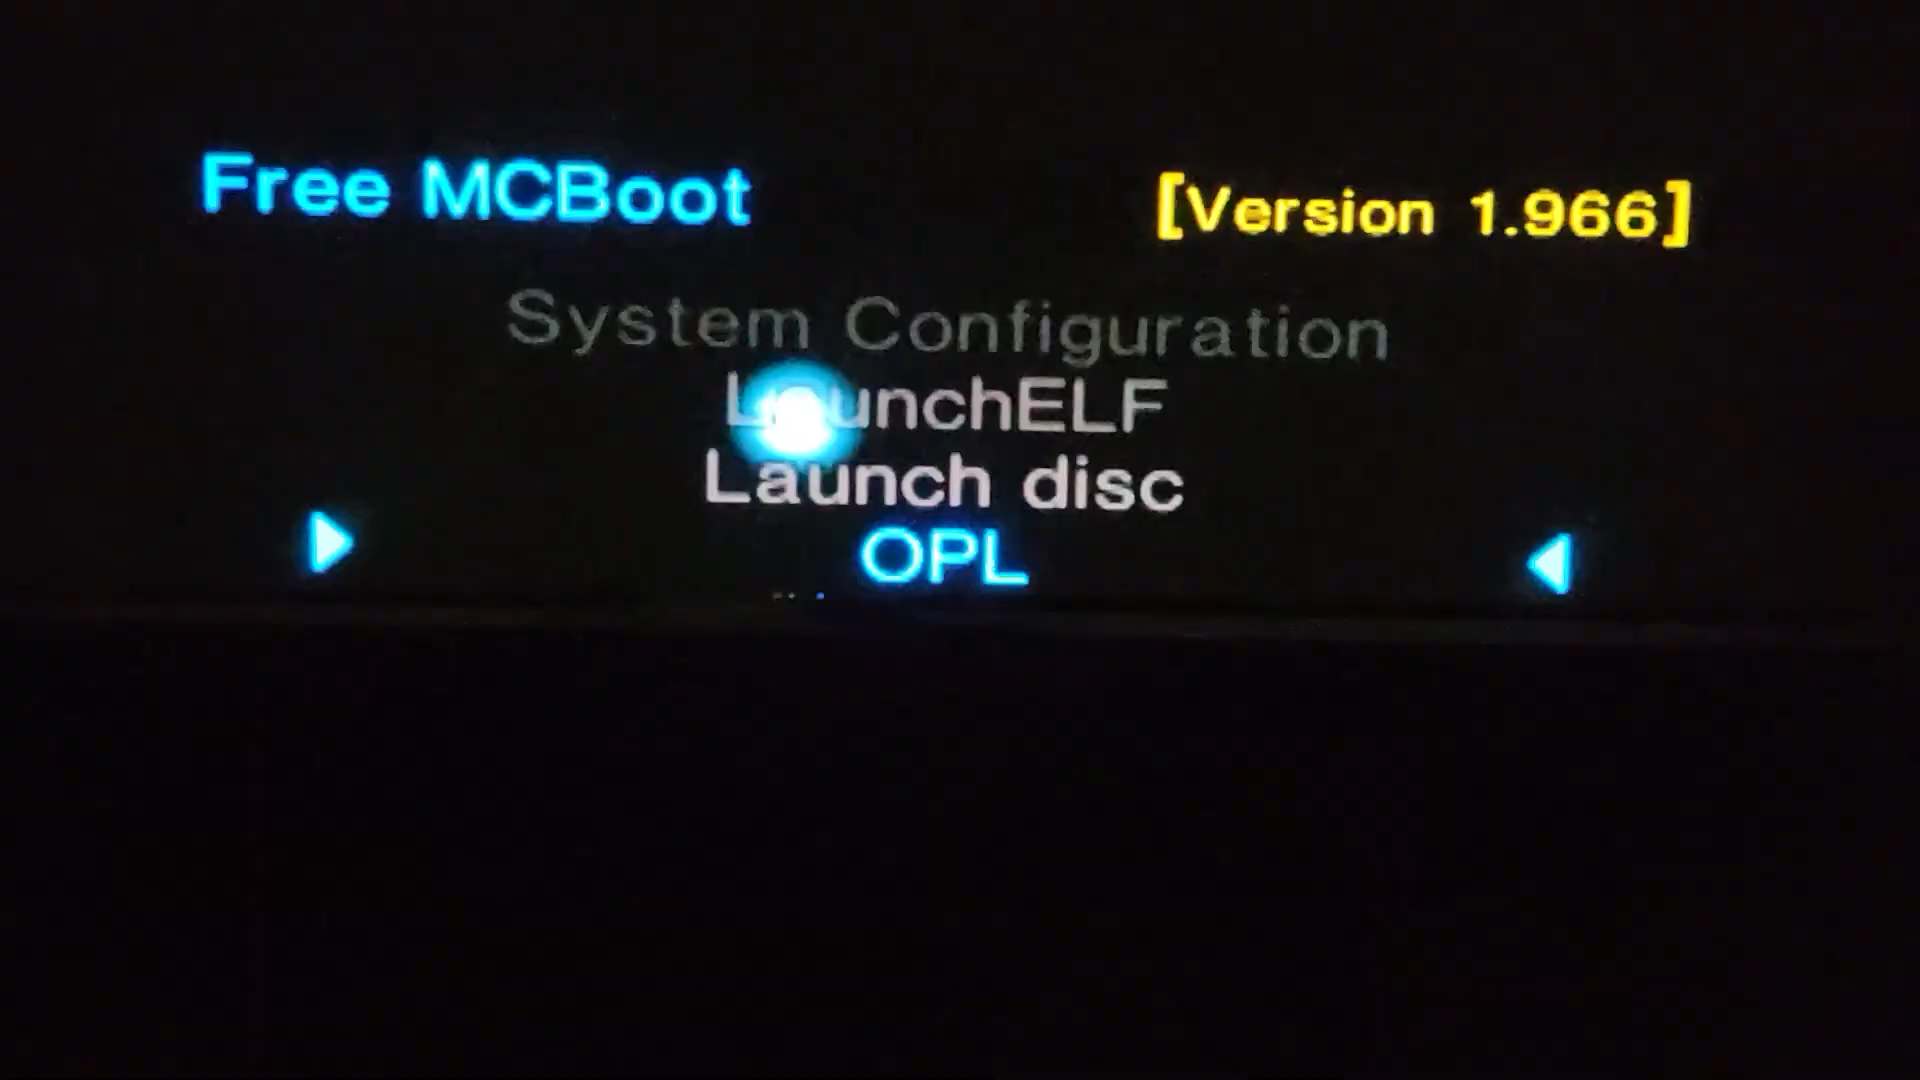 Free MCBoot [Version 1.966]
System Configuration
LaunchELF
Launch disc
OPL